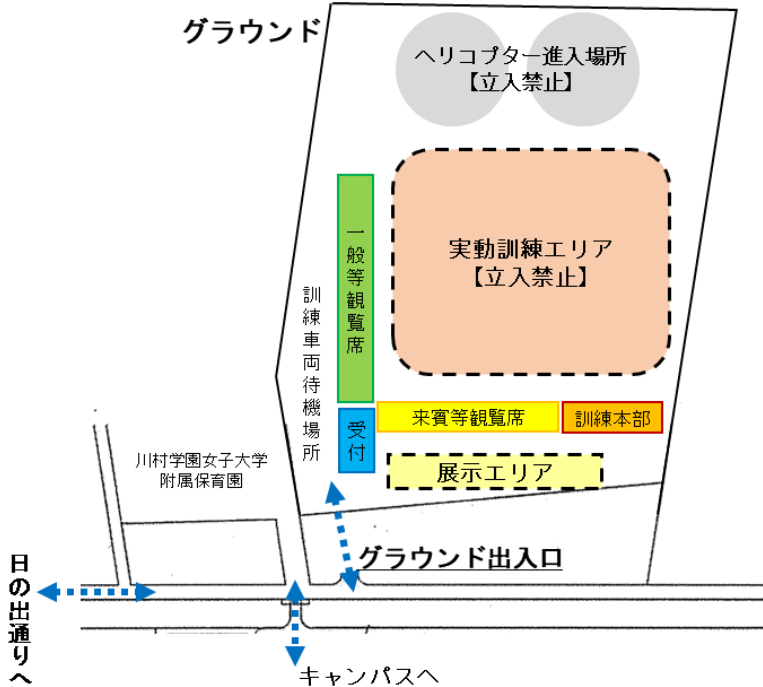 グラウンド
ヘリコプター進入場所
【立入禁止】
実動訓練エリア
【立入禁止】
一般等観覧席
訓練車両待機場所
受付
来賓等観覧席
訓練本部
展示エリア
川村学園女子大学
附属保育園
グラウンド出入口
日の出通りへ
キャンパスへ